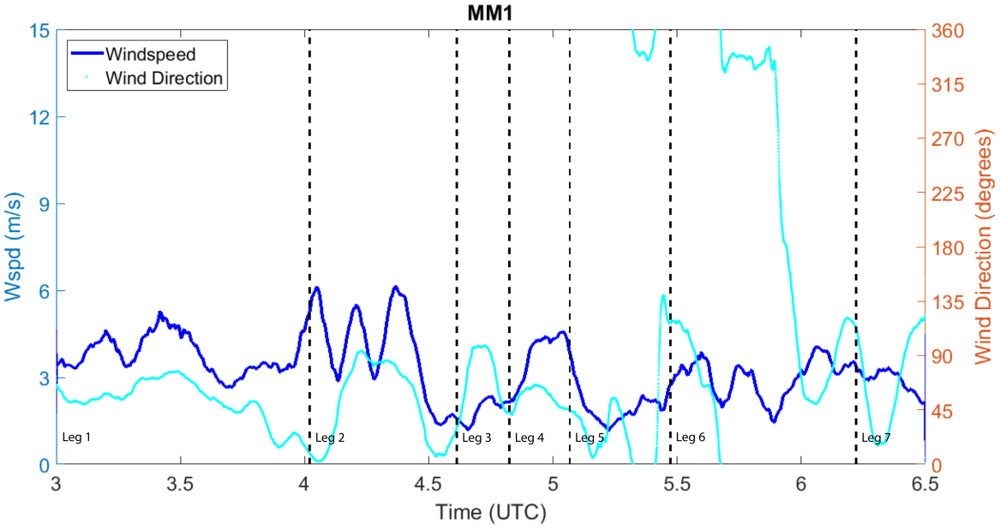 MM1
Windspeed
Wind Direction
Wspd (m/s)
15
12
9
6
3
0
360
315
270
225
180
135
90
45
0
Wind Direction (degrees)
Leg 1
Leg 2
Leg 3
Leg 4
Leg 5
Leg 6
Leg 7
3
3.5
4
4.5
5
5.5
6
6.5
Time (UTC)